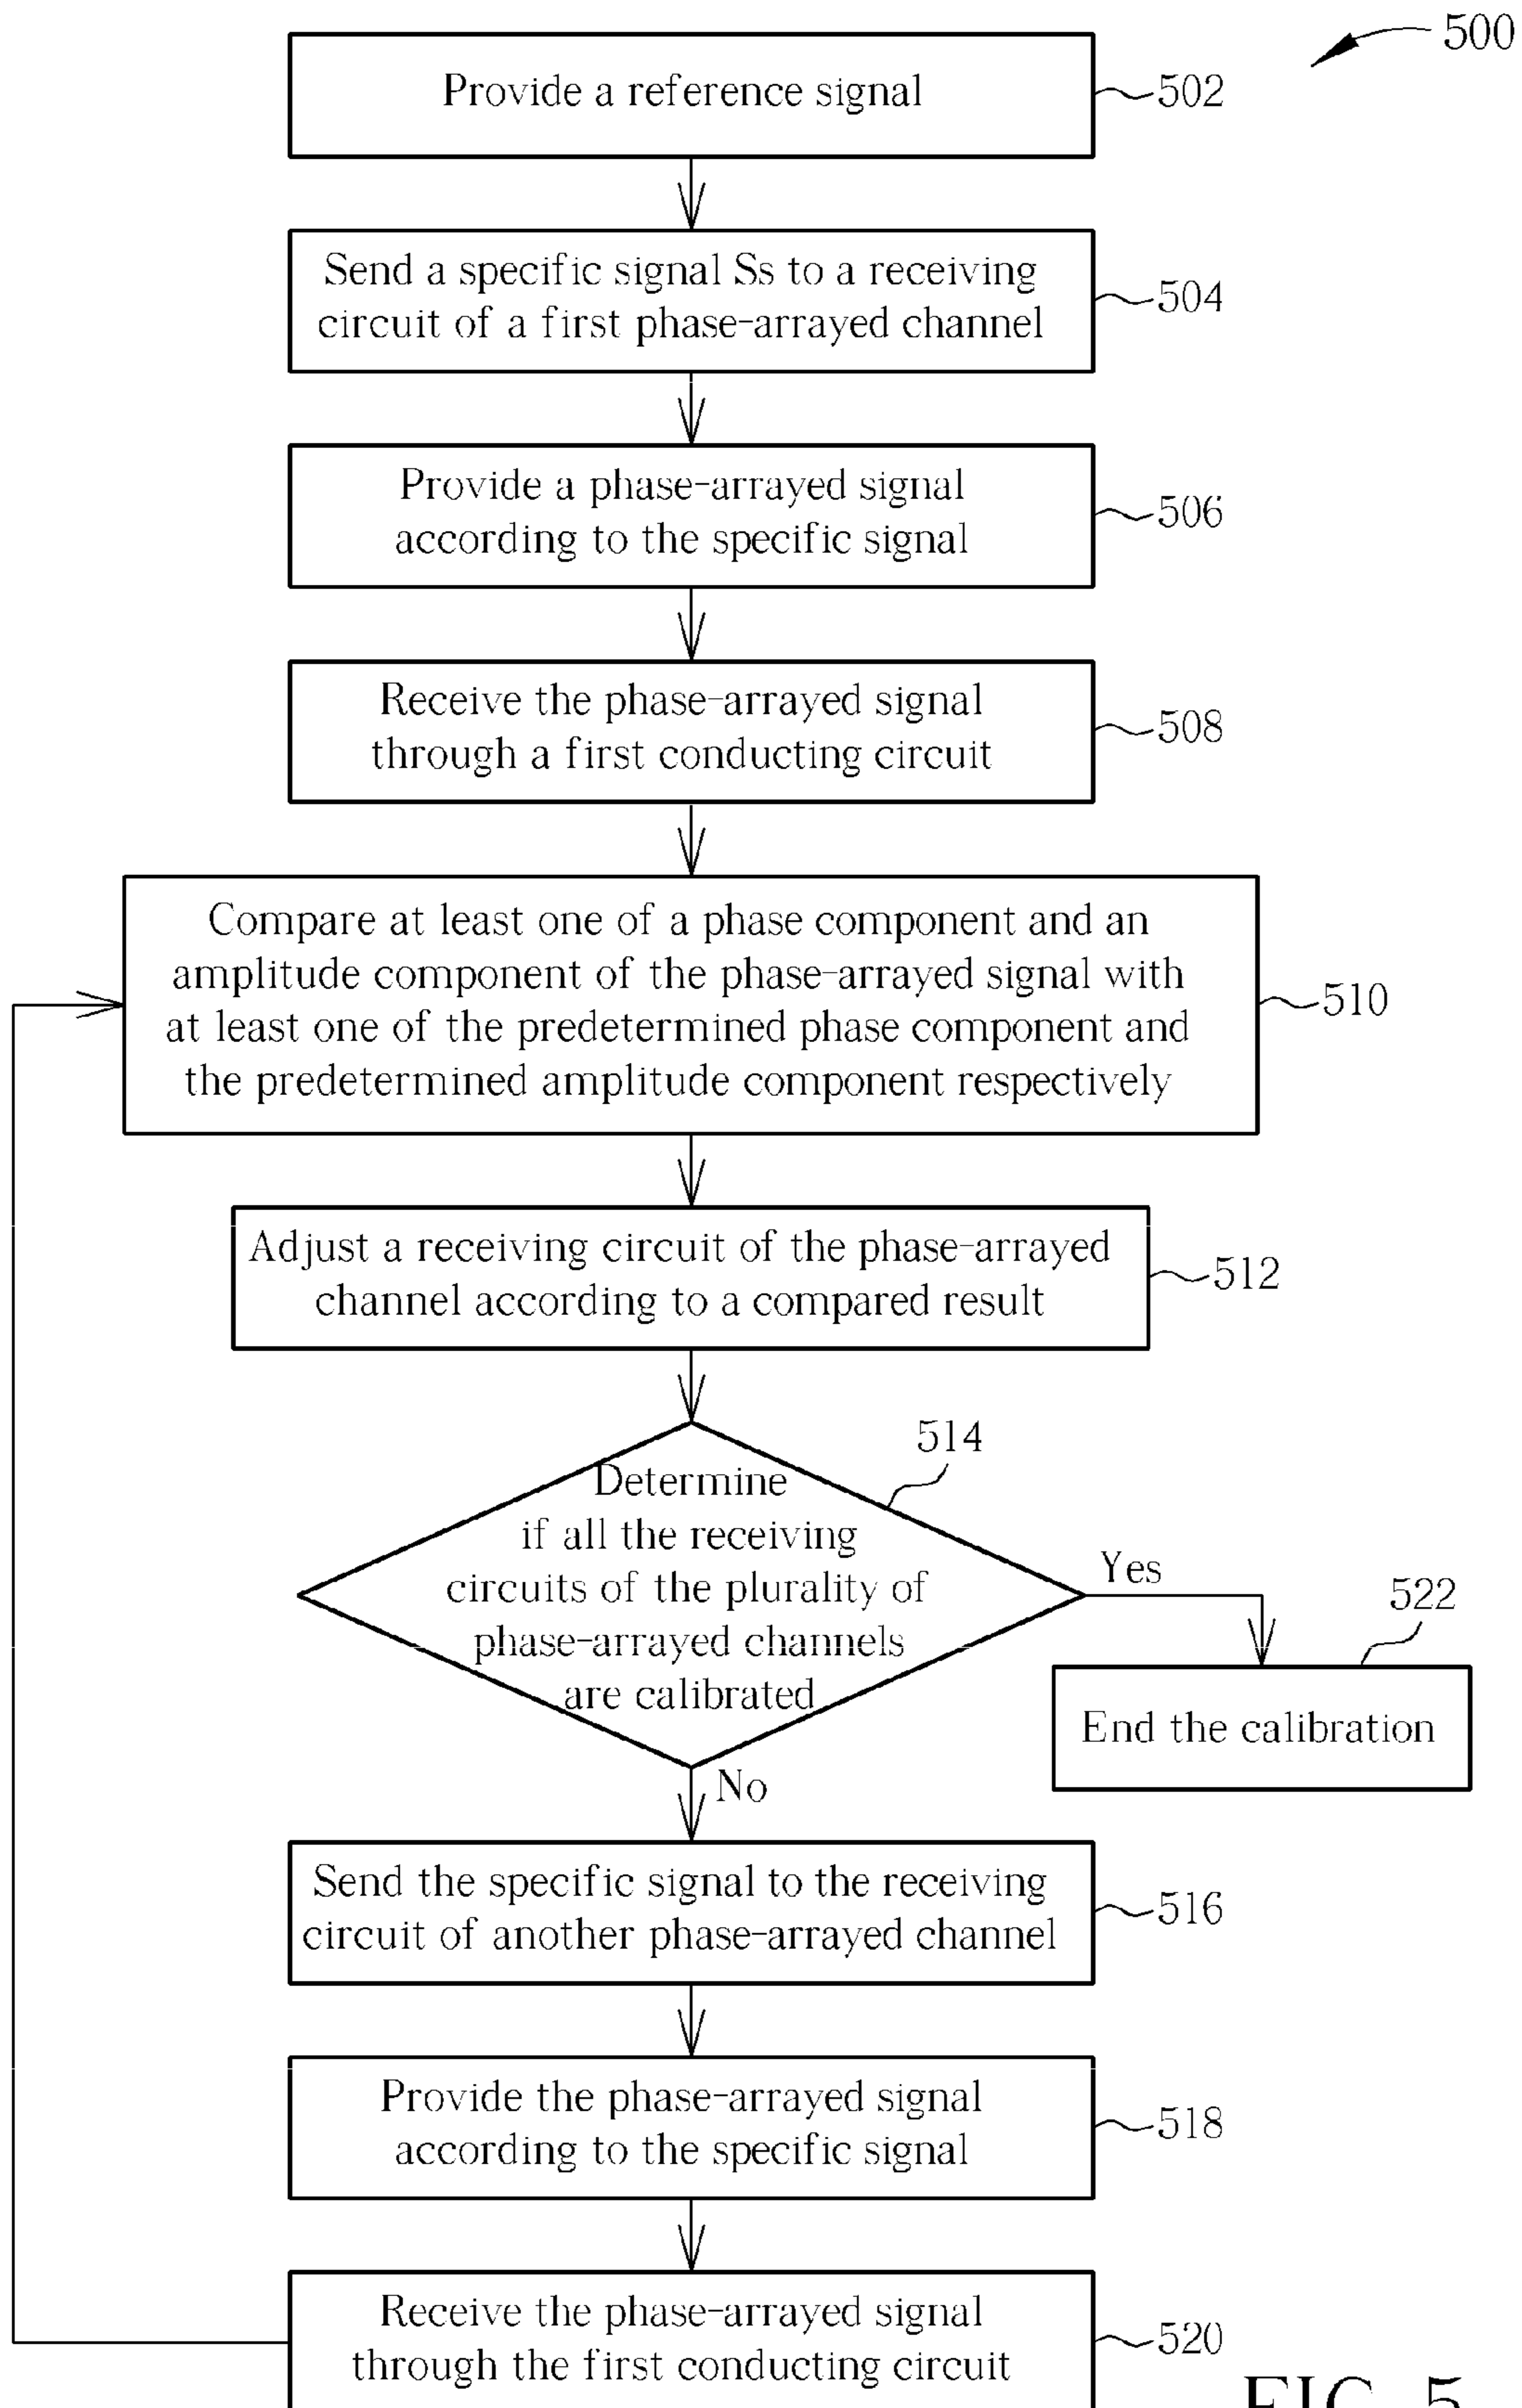 500
Provide a reference signal
502
Send a specific signal Ss to a receiving
circuit of a first phase-arrayed channel
504
Provide a phase-arrayed signal
according to the specific signal
506
Receive the phase-arrayed signal
through a first conducting circuit
508
Compare at least one of a phase component and an
amplitude component of the phase-arrayed signal with
at least one of the predetermined phase component and
the predetermined amplitude component respectively
510
Adjust a receiving circuit of the phase-arrayed
channel according to a compared result
512
514
Determine
if all the receiving
circuits of the plurality of
phase-arrayed channels
are calibrated
Yes
522
End the calibration
No
Send the specific signal to the receiving
circuit of another phase-arrayed channel
516
Provide the phase-arrayed signal
according to the specific signal
518
Receive the phase-arrayed signal
through the first conducting circuit
520
FIG. 5